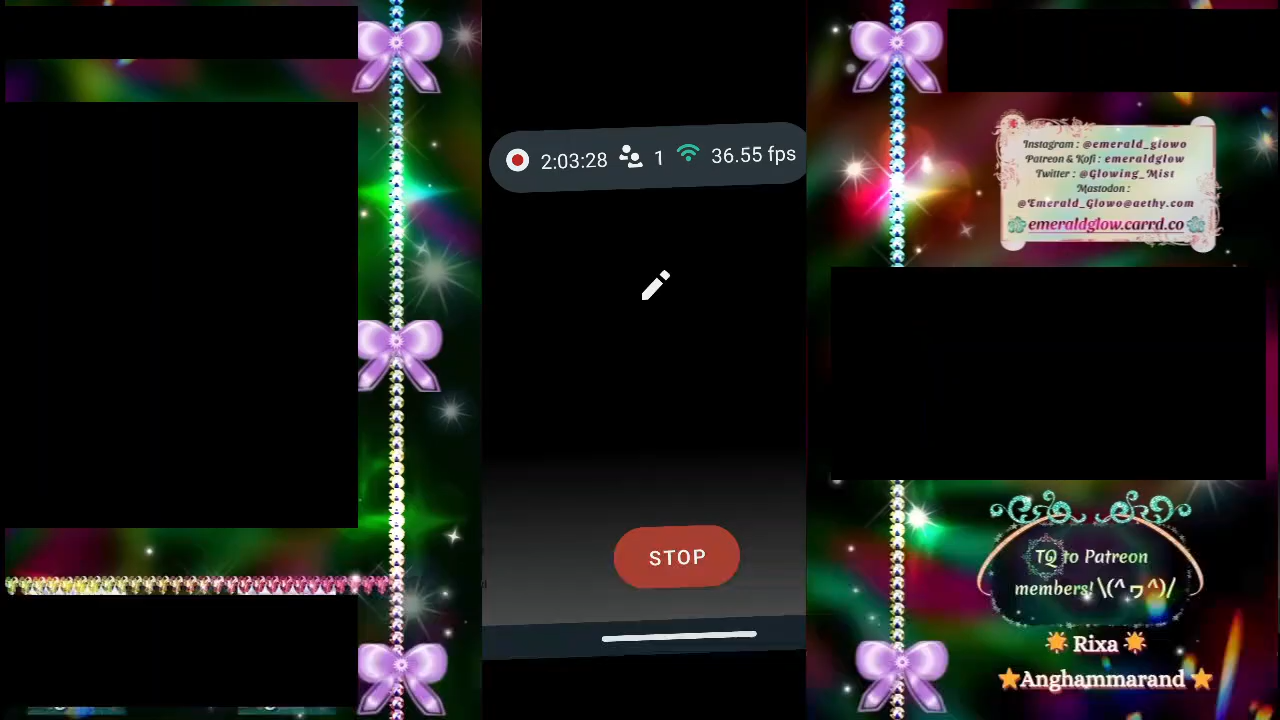 2:03:28 1 36.55 fps
STOP
Instagram : @emerald_glowo
Patreon & Kofi : emeraldglow
Twitter : @Glowing_Mist
Mastodon :
@Emerald_Glowo@aethy.com
emeraldglow.carrd.co
TQ to Patreon
members! \(^ ヮ^)/
Rixa
Anghammarand